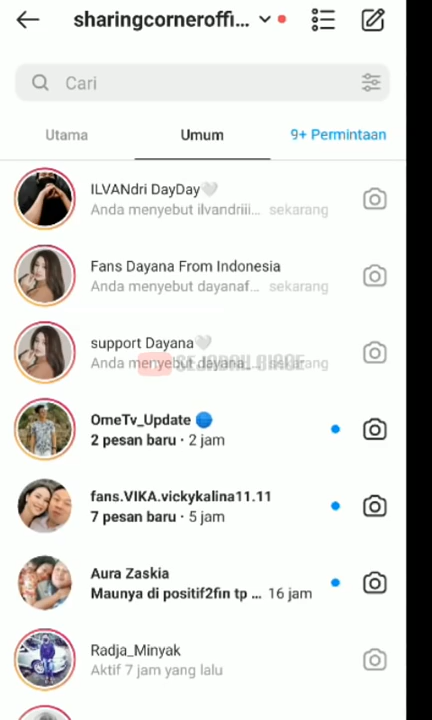 sharingcorneroffi...
Cari
Utama
Umum
9+ Permintaan
ILVANdri DayDay🤍
Anda menyebut ilvandriii... sekarang
Fans Dayana From Indonesia
Anda menyebut dayanaf... sekarang
support Dayana🤍
Anda menyebut dayana...
OmeTv_Update 🌐
2 pesan baru · 2 jam
fans.VIKA.vickykalina11.11
7 pesan baru · 5 jam
Aura Zaskia
Maunya di positif2fin tp ... 16 jam
Radja_Minyak
Aktif 7 jam yang lalu